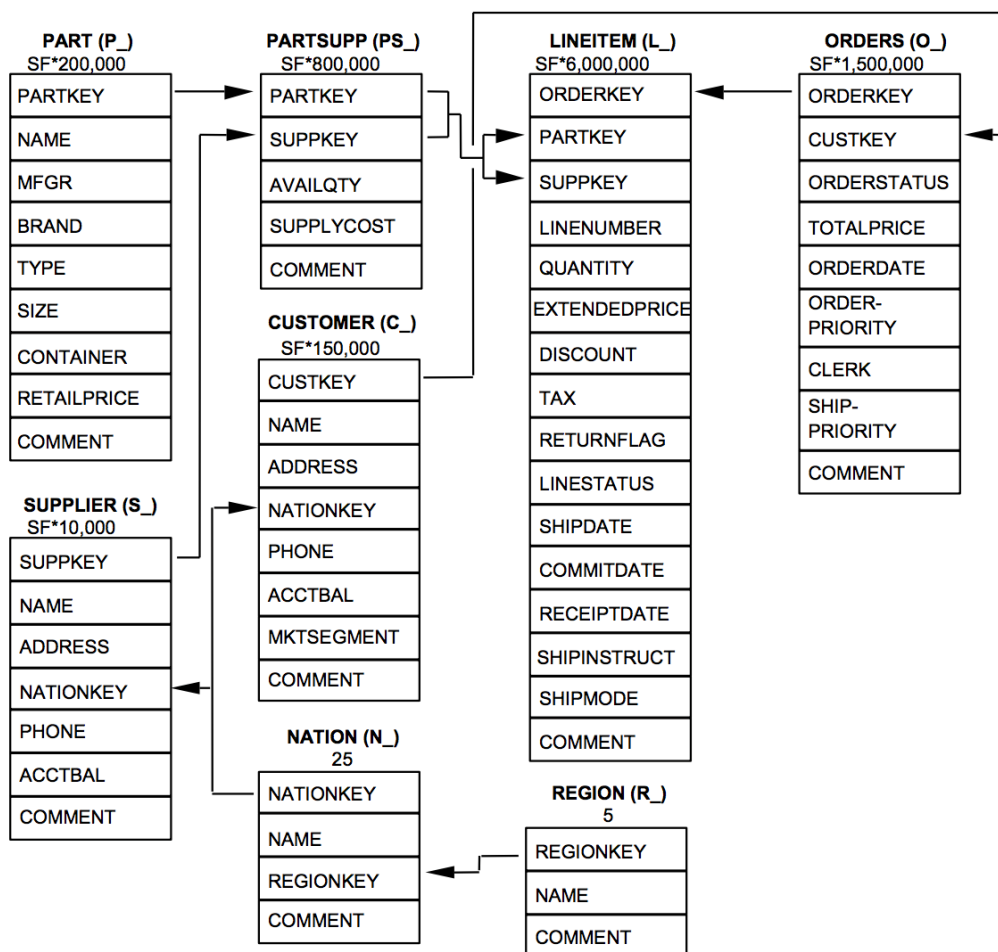 PART (P_)
SF*200,000
PARTKEY
NAME
MFGR
BRAND
TYPE
SIZE
CONTAINER
RETAILPRICE
COMMENT
SUPPLIER (S_)
SF*10,000
SUPPKEY
NAME
ADDRESS
NATIONKEY
PHONE
ACCTBAL
COMMENT
PARTSUPP (PS_)
SF*800,000
PARTKEY
SUPPKEY
AVAILQTY
SUPPLYCOST
COMMENT
CUSTOMER (C_)
SF*150,000
CUSTKEY
NAME
ADDRESS
NATIONKEY
PHONE
ACCTBAL
MKTSEGMENT
COMMENT
NATION (N_)
25
NATIONKEY
NAME
REGIONKEY
COMMENT
LINEITEM (L_)
SF*6,000,000
ORDERKEY
PARTKEY
SUPPKEY
LINENUMBER
QUANTITY
EXTENDEDPRICE
DISCOUNT
TAX
RETURNFLAG
LINESTATUS
SHIPDATE
COMMITDATE
RECEIPTDATE
SHIPINSTRUCT
SHIPMODE
COMMENT
REGION (R_)
5
REGIONKEY
NAME
COMMENT
ORDERS (O_)
SF*1,500,000
ORDERKEY
CUSTKEY
ORDERSTATUS
TOTALPRICE
ORDERDATE
ORDER-
PRIORITY
CLERK
SHIP-
PRIORITY
COMMENT